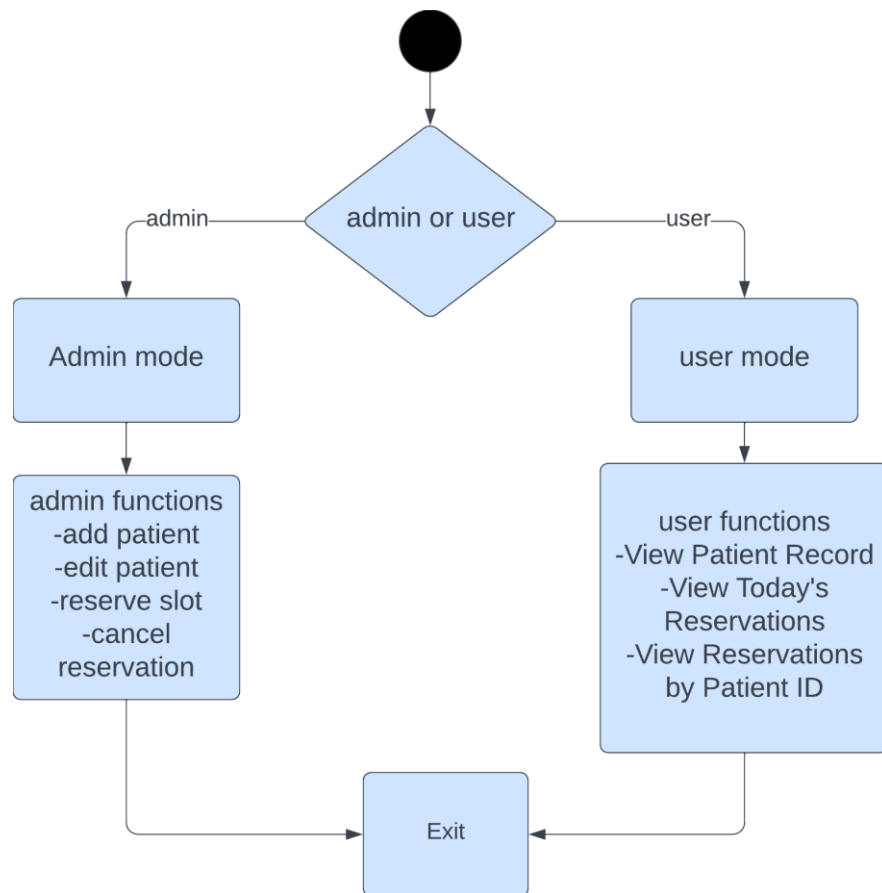 admin or user
admin
user
Admin mode
user mode
admin functions
-add patient
-edit patient
-reserve slot
-cancel
reservation
user functions
-View Patient Record
-View Today's
Reservations
-View Reservations
by Patient ID
Exit